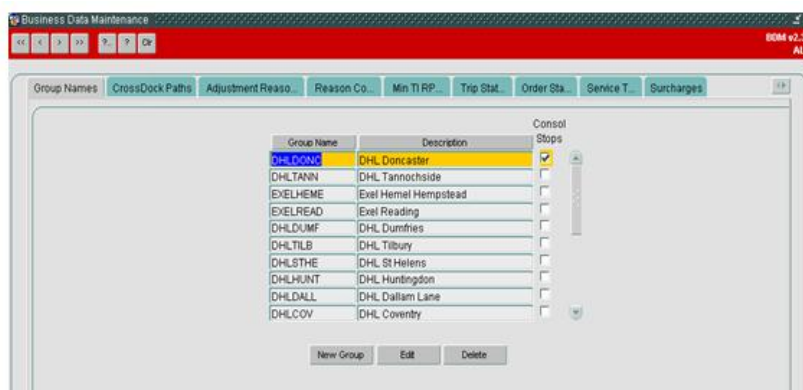 Business Data Maintenance
<< < > >> ?.. ? Clr
BDM v2.
Group Names CrossDock Paths Adjustment Reaso... Reason Co... Min TI RP... Trip Stat... Order Sta... Service T... Surcharges
Consol
Group Name Description Stops
DHLDONC DHL Doncaster
DHLTANN DHL Tannochside
EXELHEME Exel Hemel Hempstead
EXELREAD Exel Reading
DHLDUMF DHL Dumfries
DHLTILB DHL Tilbury
DHLSTHE DHL St Helens
DHLHUNT DHL Huntingdon
DHLDALL DHL Dallam Lane
DHLCOV DHL Coventry
New Group Edit Delete